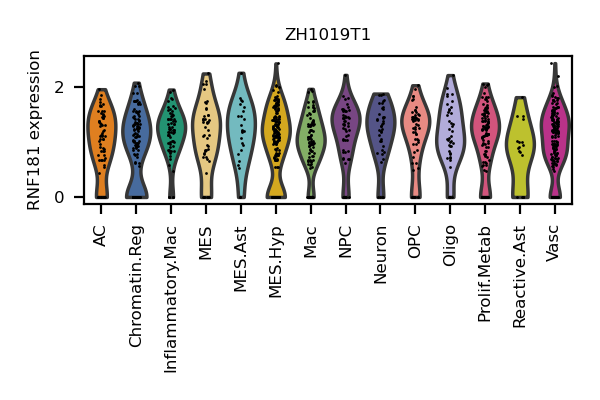 ZH1019T1
RNF181 expression
2
0
AC
Chromatin.Reg
Inflammatory.Mac
MES
MES.Ast
MES.Hyp
Mac
NPC
Neuron
OPC
Oligo
Prolif.Metab
Reactive.Ast
Vasc